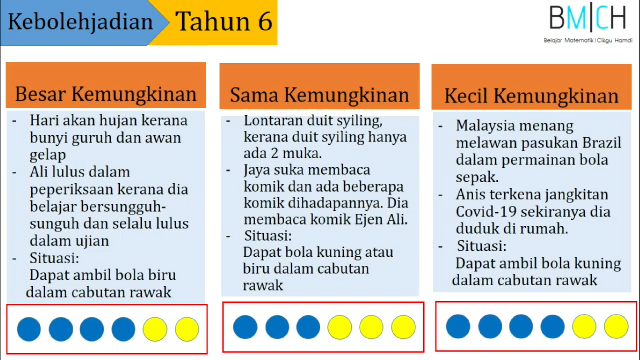 Kebolehjadian
Tahun 6
BM|CH
Belajar Matematik|Cikgu Hamdi
Besar Kemungkinan
- Hari akan hujan kerana
bunyi guruh dan awan
gelap
- Ali lulus dalam
peperiksaan kerana dia
belajar bersungguh-
sunguh dan selalu lulus
dalam ujian
- Situasi:
Dapat ambil bola biru
dalam cabutan rawak
Sama Kemungkinan
- Lontaran duit syiling,
kerana duit syiling hanya
ada 2 muka.
- Jaya suka membaca
komik dan ada beberapa
komik dihadapannya. Dia
membaca komik Ejen Ali.
- Situasi:
Dapat bola kuning atau
biru dalam cabutan
rawak
Kecil Kemungkinan
- Malaysia menang
melawan pasukan Brazil
dalam permainan bola
sepak.
- Anis terkena jangkitan
Covid-19 sekiranya dia
duduk di rumah.
- Situasi:
Dapat ambil bola kuning
dalam cabutan rawak